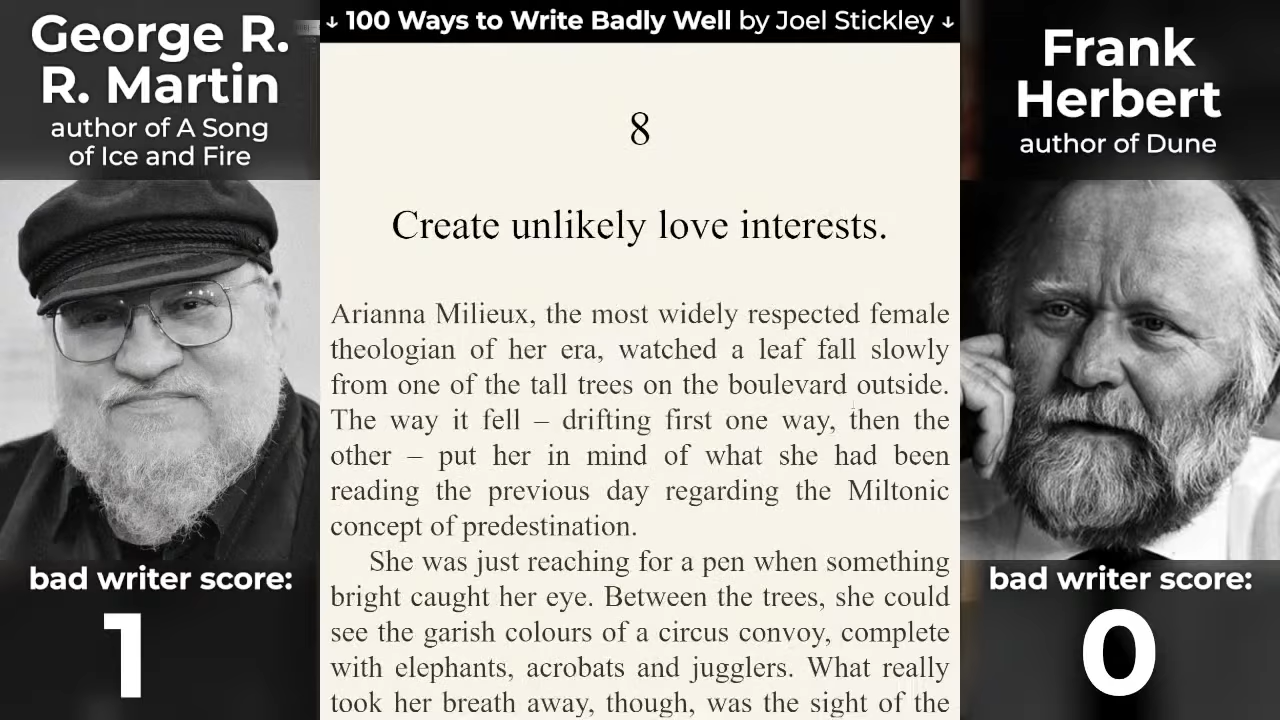 George R.
R. Martin
author of A Song
of Ice and Fire
bad writer score:
1
↓ 100 Ways to Write Badly Well by Joel Stickley ↓
8
Create unlikely love interests.
Arianna Milieux, the most widely respected female
theologian of her era, watched a leaf fall slowly
from one of the tall trees on the boulevard outside.
The way it fell – drifting first one way, then the
other – put her in mind of what she had been
reading the previous day regarding the Miltonic
concept of predestination.
She was just reaching for a pen when something
bright caught her eye. Between the trees, she could
see the garish colours of a circus convoy, complete
with elephants, acrobats and jugglers. What really
took her breath away, though, was the sight of the
Frank
Herbert
author of Dune
bad writer score:
0